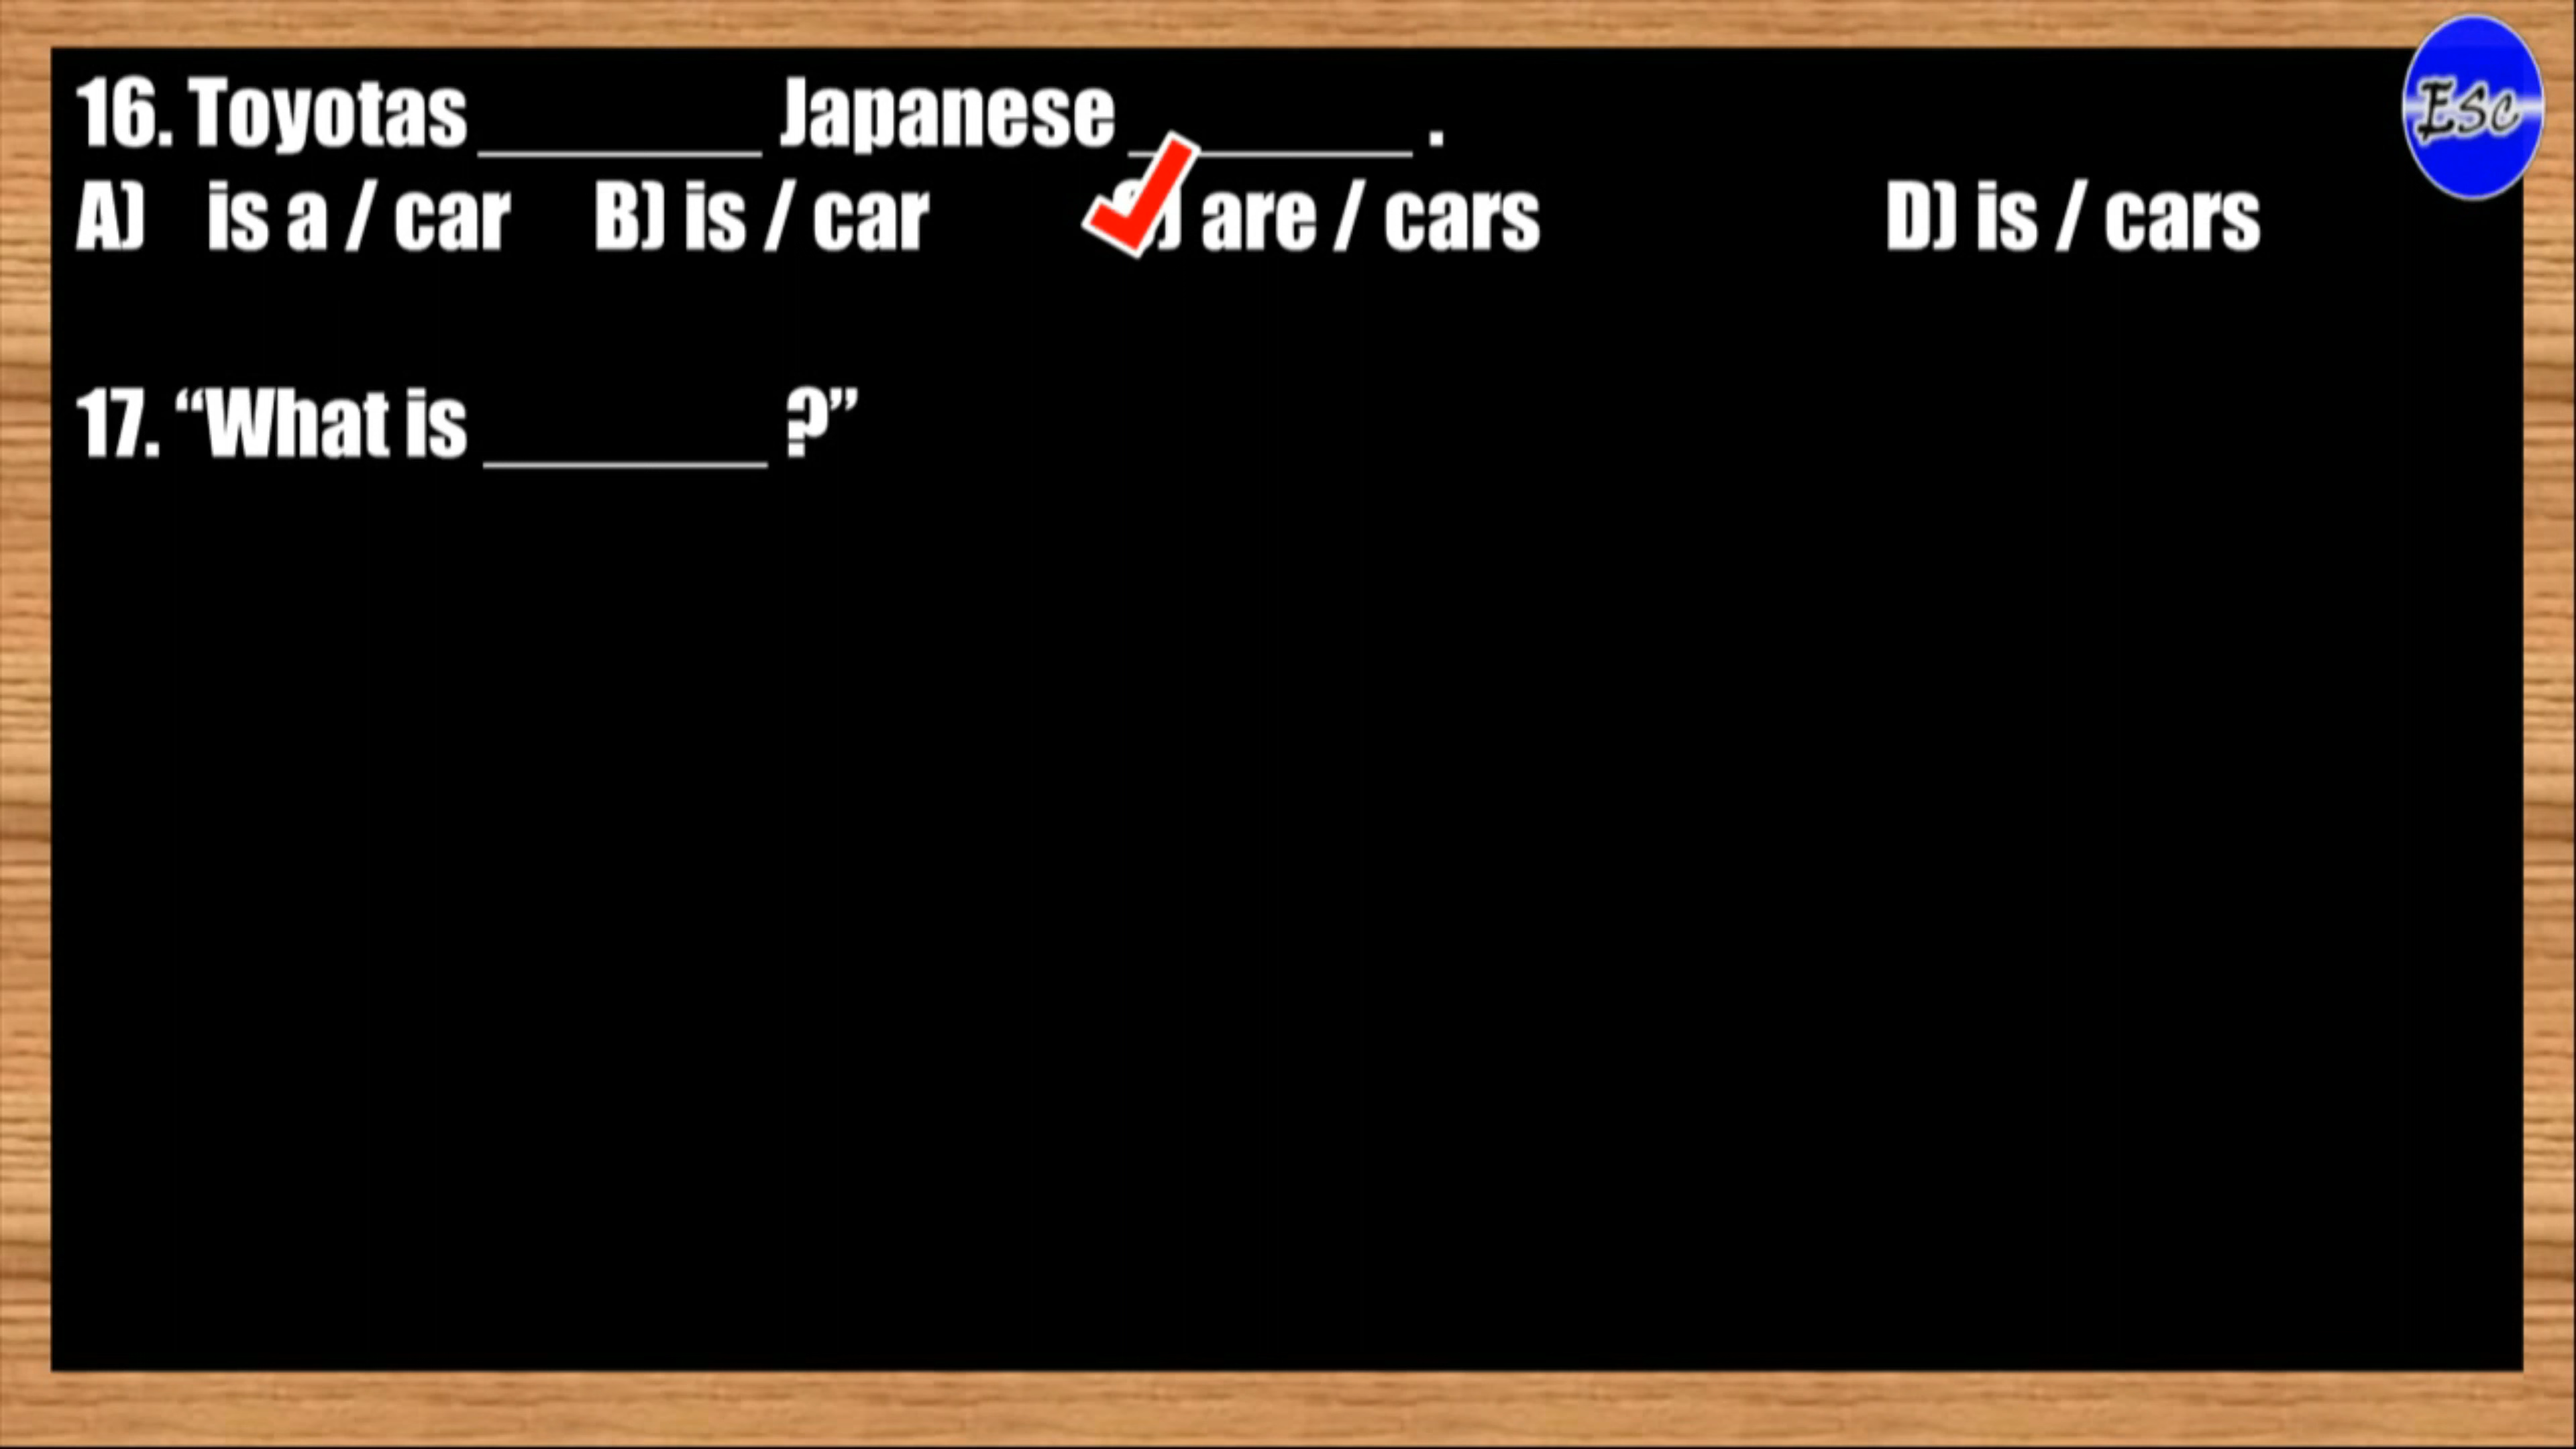 16. Toyotas ________ Japanese ________ .
A) is a / car B) is / car ) are / cars D) is / cars
17. “What is ________ ?”
Esc